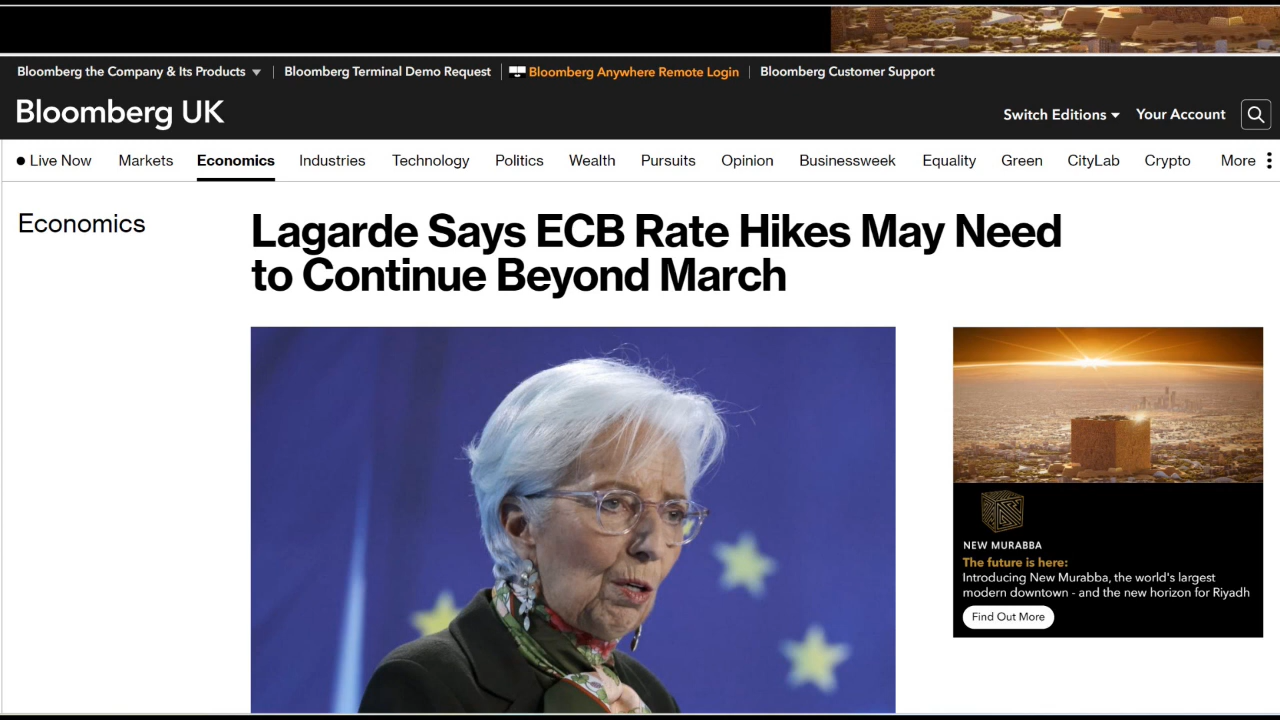 Bloomberg the Company & Its Products
Bloomberg Terminal Demo Request
Bloomberg Anywhere Remote Login
Bloomberg Customer Support
Bloomberg UK
Switch Editions
Your Account
Live Now
Markets
Economics
Industries
Technology
Politics
Wealth
Pursuits
Opinion
Businessweek
Equality
Green
CityLab
Crypto
More
Economics
Lagarde Says ECB Rate Hikes May Need
to Continue Beyond March
NEW MURABBA
The future is here:
Introducing New Murabba, the world's largest
modern downtown - and the new horizon for Riyadh
Find Out More